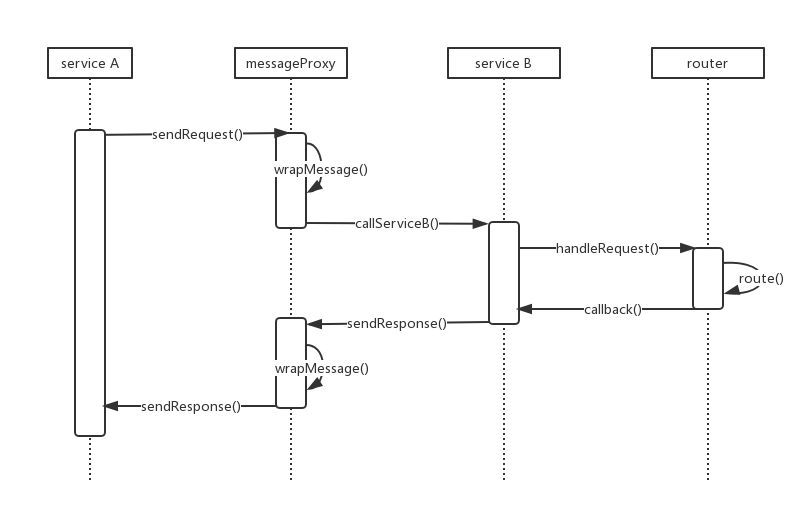 service A
messageProxy
service B
router
sendRequest()
wrapMessage()
callServiceB()
handleRequest()
route()
callback()
sendResponse()
wrapMessage()
sendResponse()